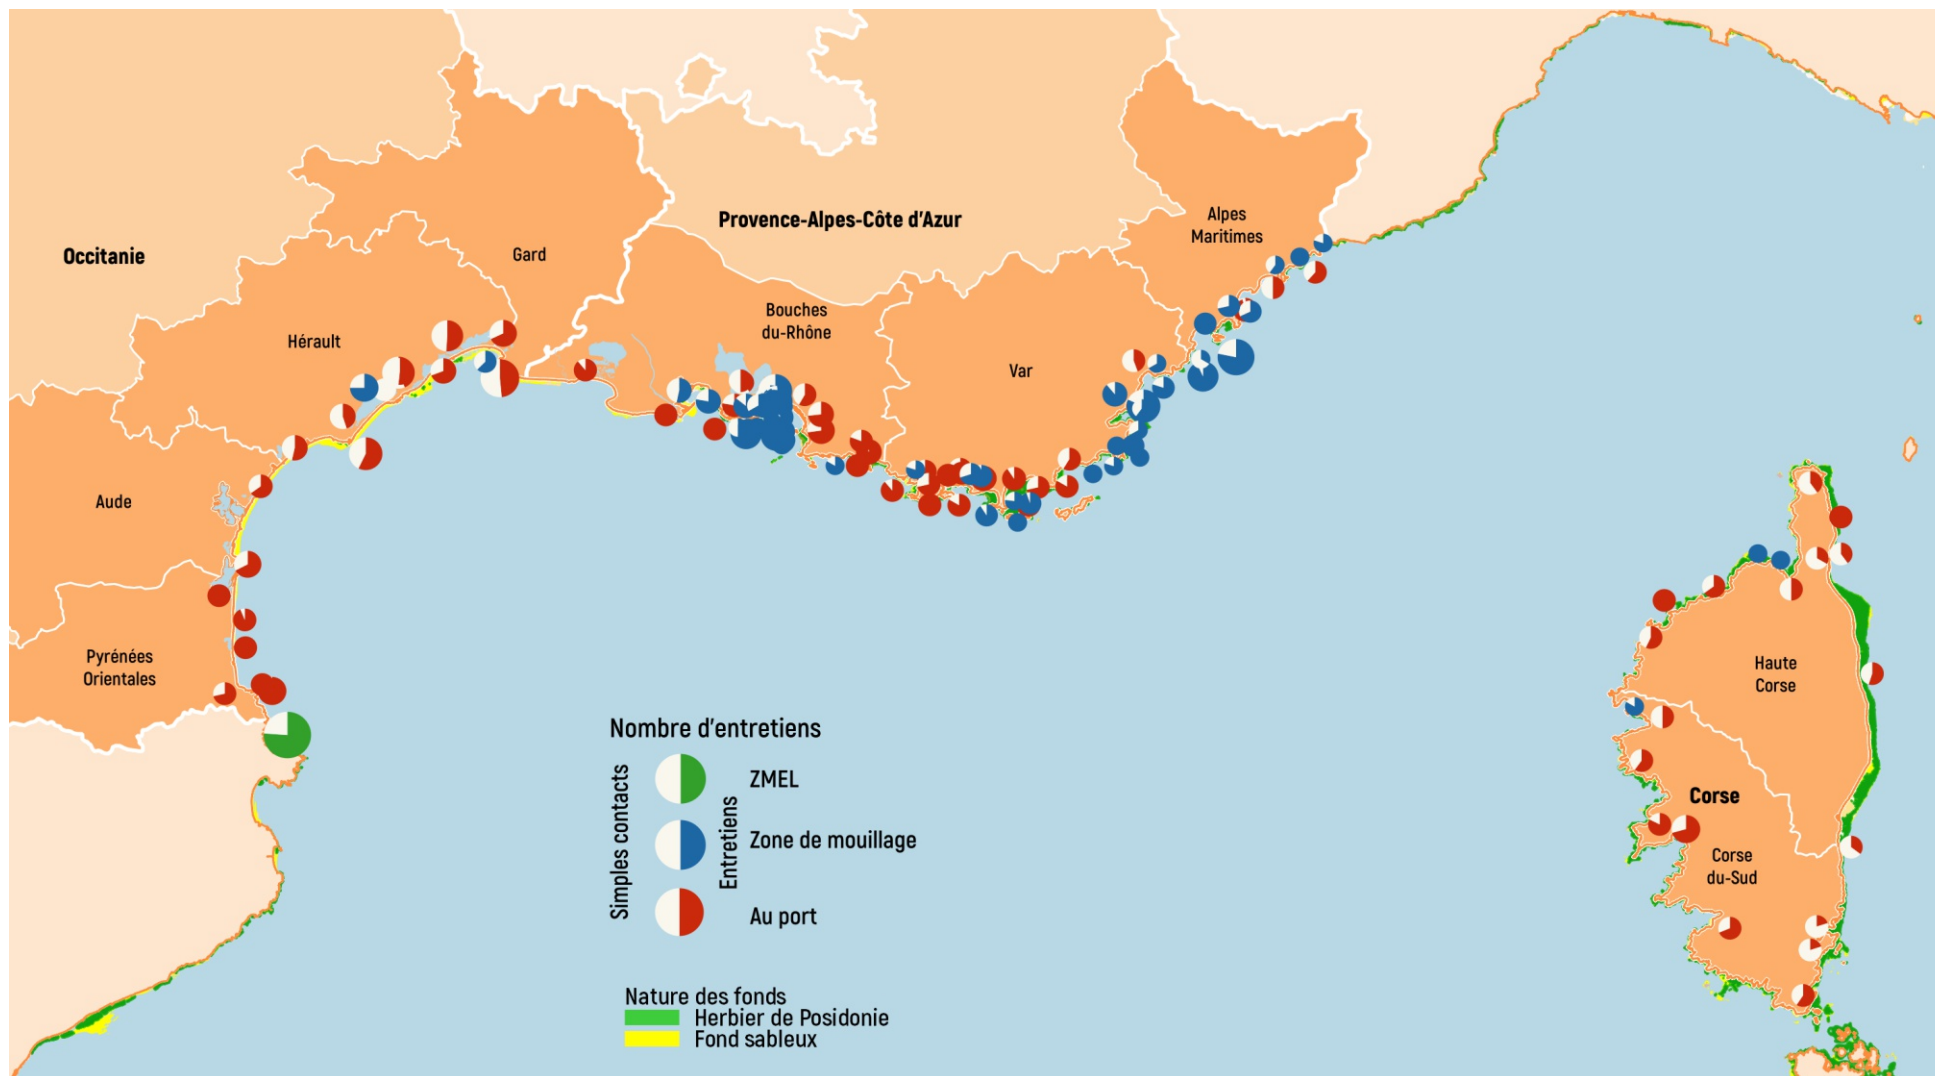 Provence-Alpes-Côte d'Azur
Alpes
Maritimes
Occitanie
Gard
Bouches
du-Rhône
Hérault
Var
Aude
Pyrénées
Orientales
Haute
Corse
Corse
Corse
du-Sud
Nombre d'entretiens
Simples contacts
Entretiens
ZMEL
Zone de mouillage
Au port
Nature des fonds
Herbier de Posidonie
Fond sableux